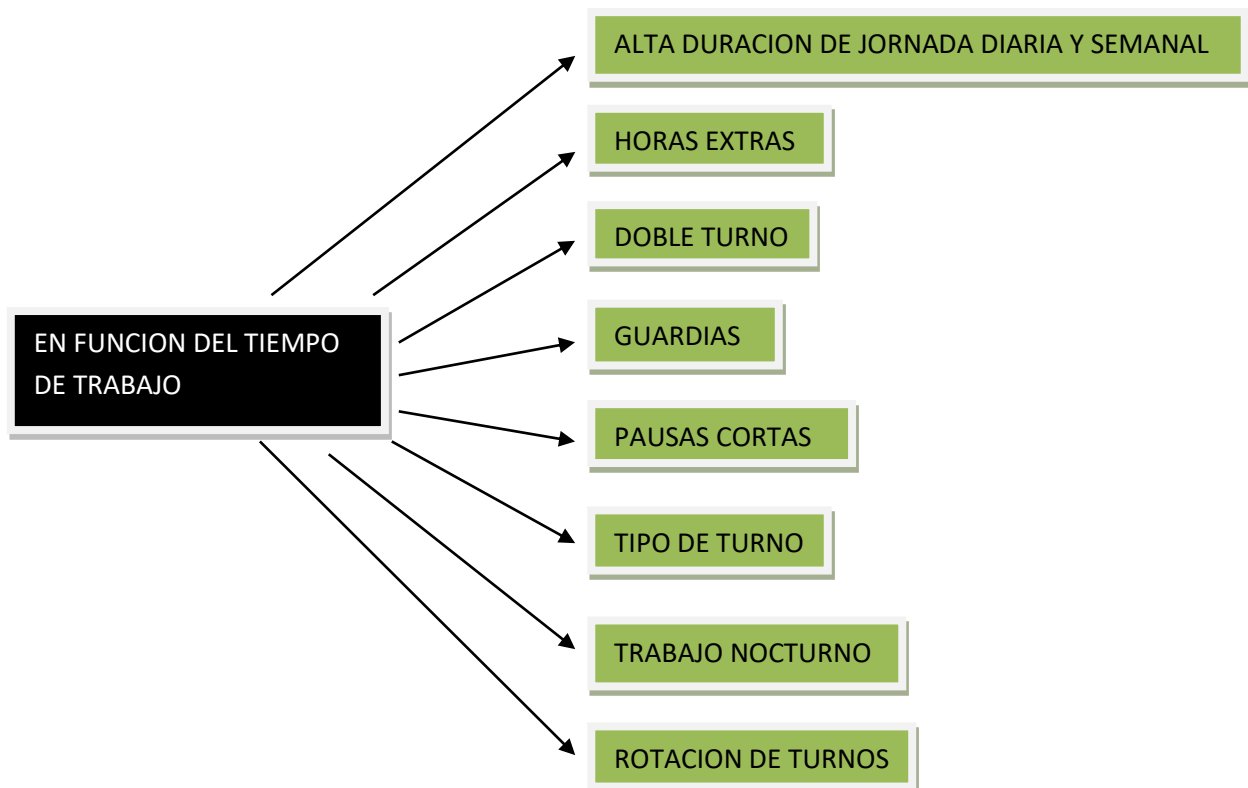 ALTA DURACION DE JORNADA DIARIA Y SEMANAL
HORAS EXTRAS
DOBLE TURNO
EN FUNCION DEL TIEMPO
DE TRABAJO
GUARDIAS
PAUSAS CORTAS
TIPO DE TURNO
TRABAJO NOCTURNO
ROTACION DE TURNOS